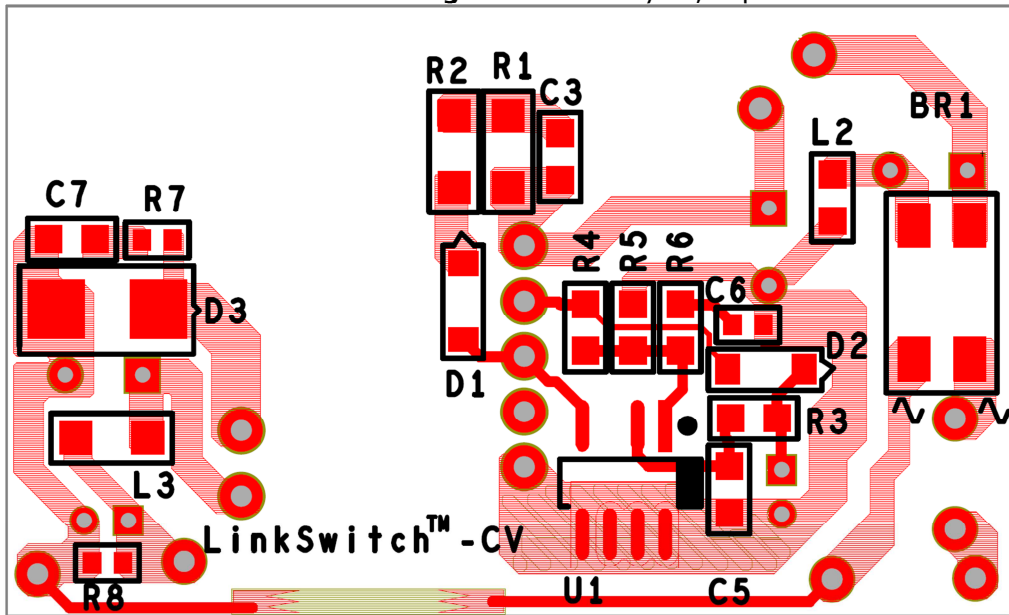 R2
R1
C3
BR1
L2
C7
R7
R4
R5
R6
C6
D3
D2
D1
R3
L3
LinkSwitch™-CV
R8
U1
C5